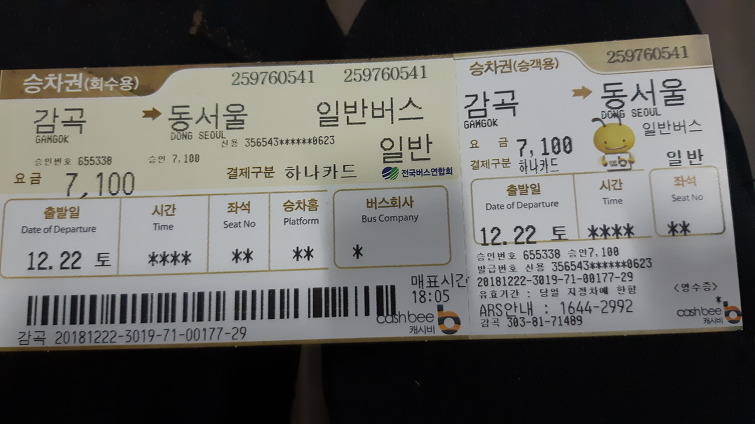 승차권(회수용)
259760541 259760541
감곡 동서울 일반버스
GAMGOK DONG SEOUL
신용 356543******0623
일반
승인번호 655338 승인 7,100
결제구분 하나카드
전국버스연합회
요금 7,100
출발일 시간 좌석 승차홈 버스회사
Date of Departure Time Seat No Platform Bus Company
12.22 토 **** ** ** *
매표시간
18:05
cashbee
캐시비
감곡 20181222-3019-71-00177-29
승차권(승객용)
259760541
감곡 동서울
GAMGOK DONG SEOUL
일반버스
요금 7,100
일반
결제구분 하나카드
출발일 시간 좌석
Date of Departure Time Seat No
12.22 토 **** **
승인번호 655338 승인7,100
발급번호 신용 356543******0623
20181222-3019-71-00177-29
유효기간 : 당일 지정차에 한함
<영수증>
*
ARS안내 : 1644-2992
감곡 303-81-71489
cashbee
캐시비